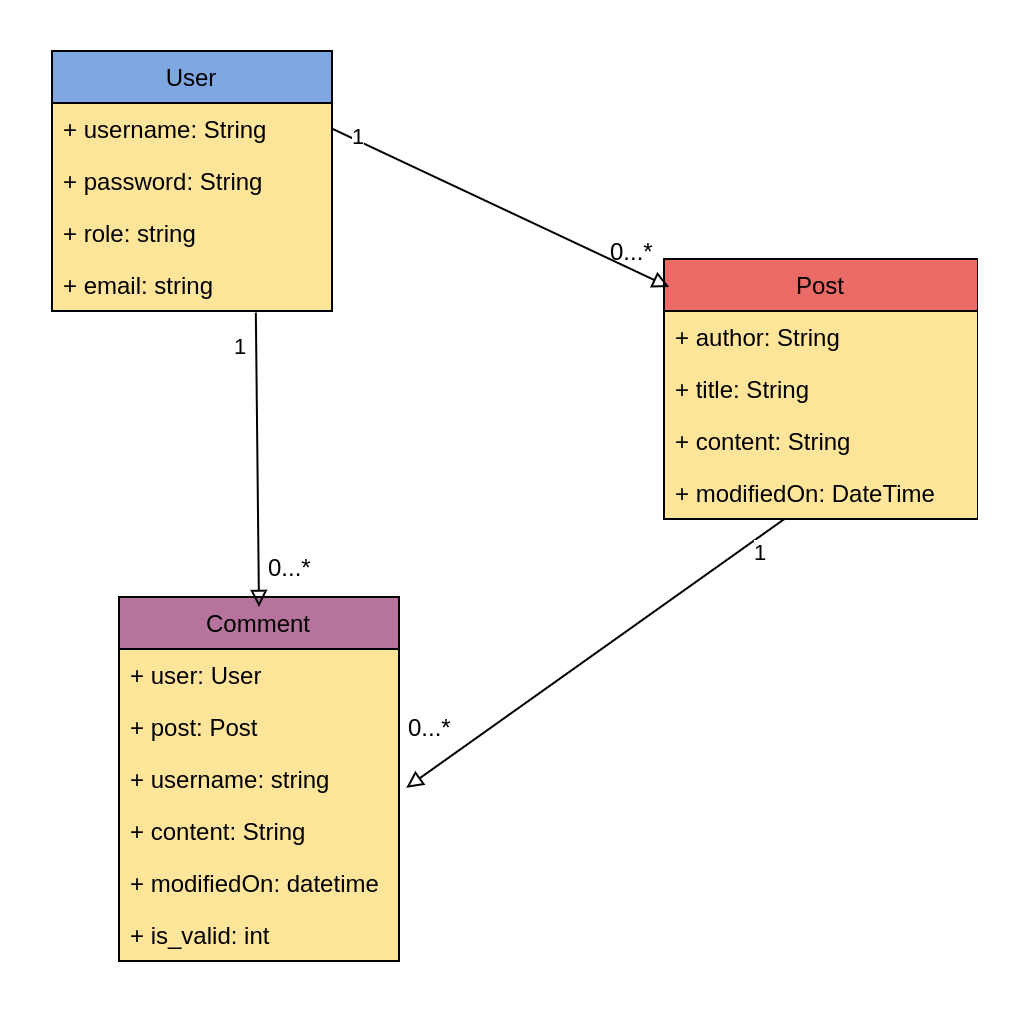 User
+ username: String
+ password: String
+ role: string
+ email: string
1
0...*
Post
+ author: String
+ title: String
+ content: String
+ modifiedOn: DateTime
1
0...*
1
0...*
Comment
+ user: User
+ post: Post
+ username: string
+ content: String
+ modifiedOn: datetime
+ is_valid: int